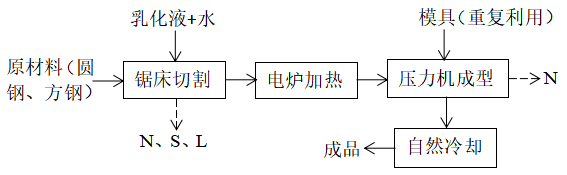 乳化液+水
模具(重复利用)
原材料(圆
钢、方钢)
锯床切割
电炉加热
压力机成型
N
N、S、L
成品
自然冷却